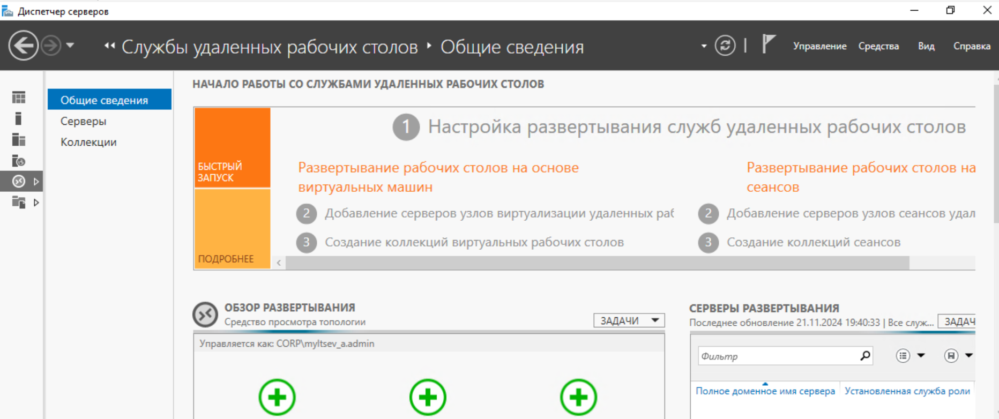 Диспетчер серверов
Службы удаленных рабочих столов
Общие сведения
Управление
Средства
Вид
Справка
Общие сведения
Серверы
Коллекции
НАЧАЛО РАБОТЫ СО СЛУЖБАМИ УДАЛЕННЫХ РАБОЧИХ СТОЛОВ
БЫСТРЫЙ
ЗАПУСК
ПОДРОБНЕЕ
1 Настройка развертывания служб удаленных рабочих столов
Развертывание рабочих столов на основе
виртуальных машин
2 Добавление серверов узлов виртуализации удаленных раб
3 Создание коллекций виртуальных рабочих столов
Развертывание рабочих столов на
сеансов
2 Добавление серверов узлов сеансов удал
3 Создание коллекций сеансов
ОБЗОР РАЗВЕРТЫВАНИЯ
Средство просмотра топологии
ЗАДАЧИ
Управляется как: CORP\myltsev_a.admin
СЕРВЕРЫ РАЗВЕРТЫВАНИЯ
Последнее обновление 21.11.2024 19:40:33 | Все служ...
ЗАДАЧ
Фильтр
Полное доменное имя сервера
Установленная служба роли